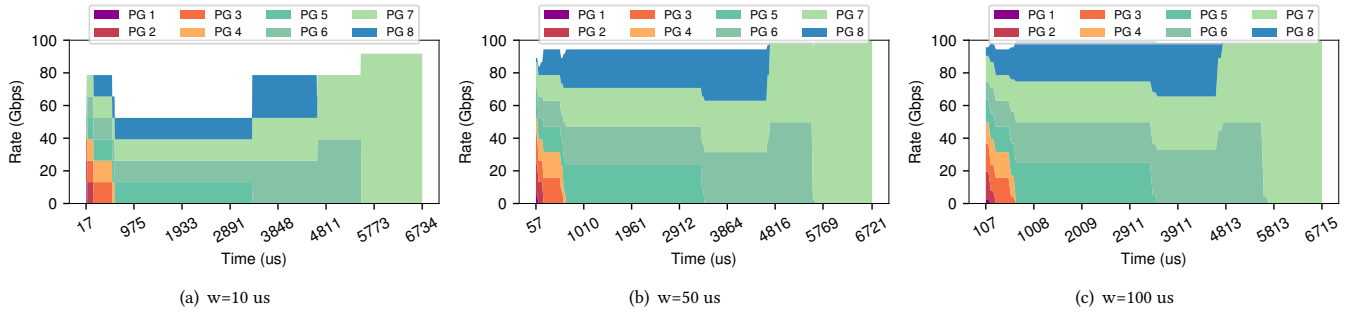 PG 1 PG 3 PG 5 PG 7
PG 2 PG 4 PG 6 PG 8
100
80
60
40
20
0
Rate (Gbps)
17 975 1933 2891 3848 4811 5773 6734
Time (us)
(a) w=10 us
PG 1 PG 3 PG 5 PG 7
PG 2 PG 4 PG 6 PG 8
100
80
60
40
20
0
Rate (Gbps)
57 1010 1961 2912 3864 4816 5769 6721
Time (us)
(b) w=50 us
PG 1 PG 3 PG 5 PG 7
PG 2 PG 4 PG 6 PG 8
100
80
60
40
20
0
Rate (Gbps)
107 1008 2009 2911 3911 4813 5813 6715
Time (us)
(c) w=100 us